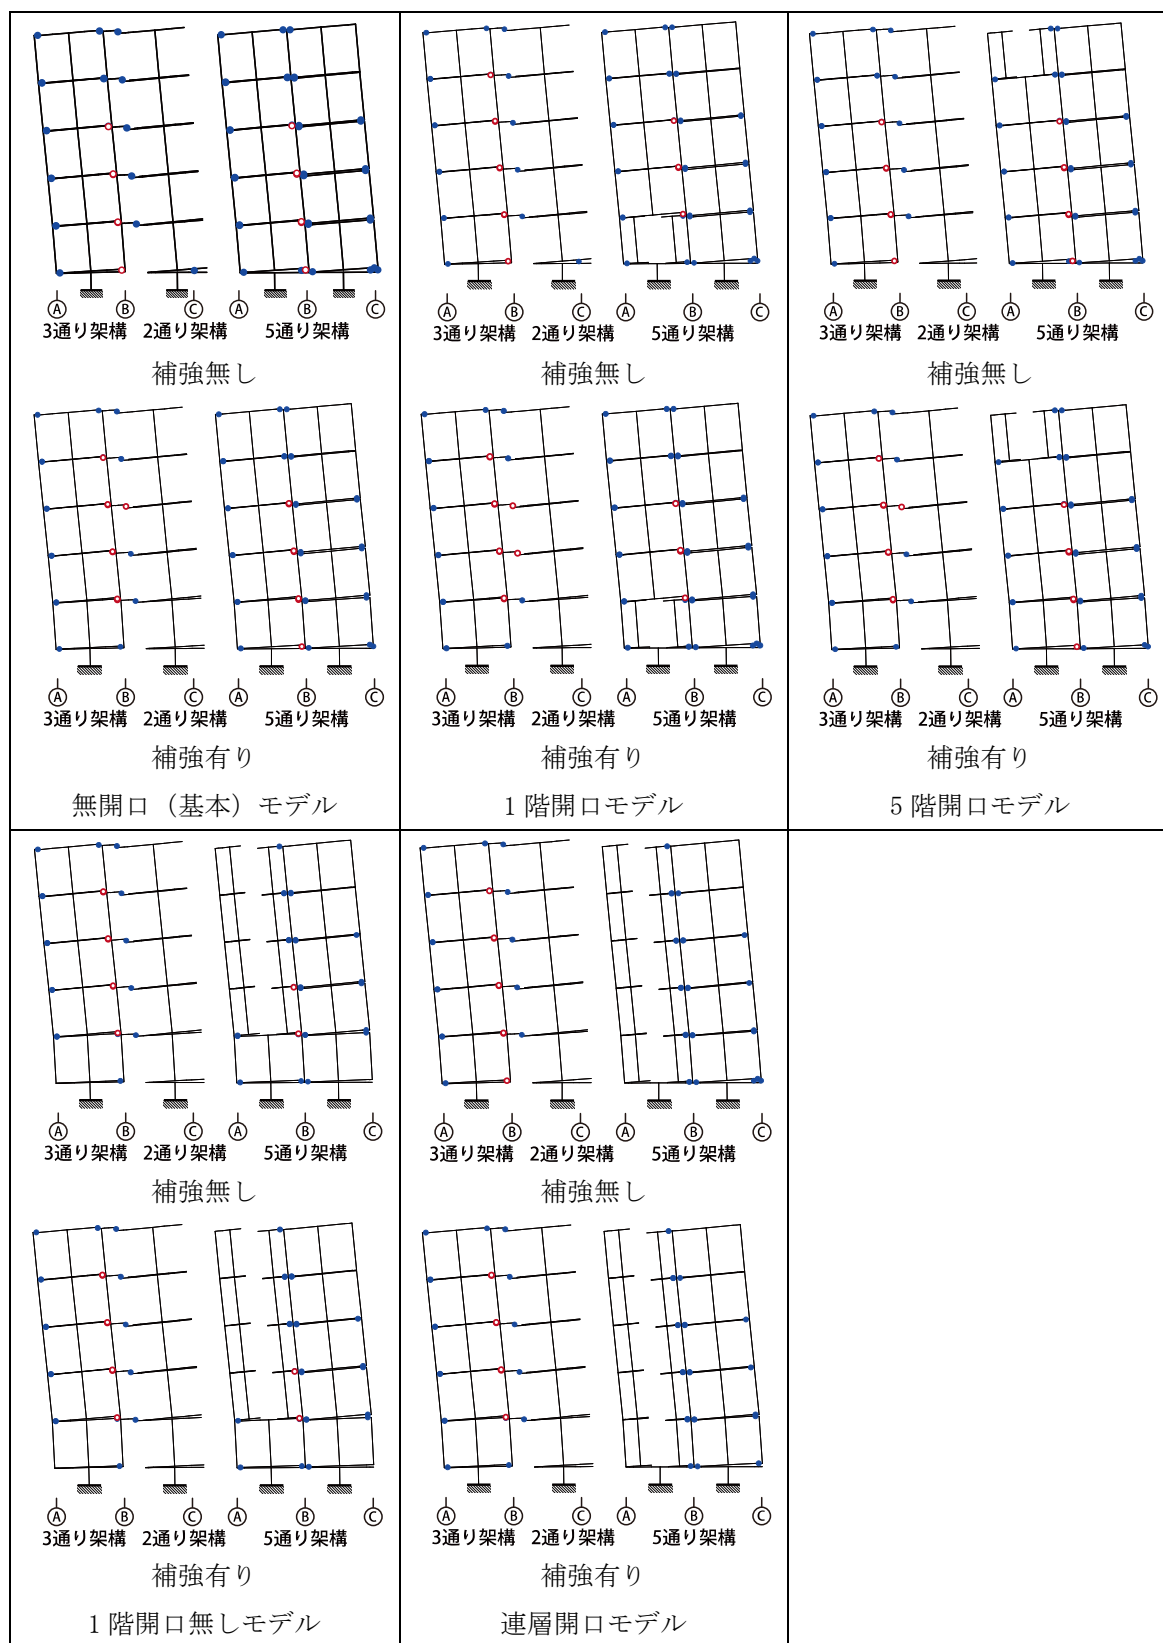 Ⓐ Ⓑ Ⓒ Ⓐ Ⓑ Ⓒ
3通り架構 2通り架構 5通り架構
補強無し
Ⓐ Ⓑ Ⓒ Ⓐ Ⓑ Ⓒ
3通り架構 2通り架構 5通り架構
補強有り
無開口（基本）モデル
Ⓐ Ⓑ Ⓒ Ⓐ Ⓑ Ⓒ
3通り架構 2通り架構 5通り架構
補強無し
Ⓐ Ⓑ Ⓒ Ⓐ Ⓑ Ⓒ
3通り架構 2通り架構 5通り架構
補強有り
1階開口モデル
Ⓐ Ⓑ Ⓒ Ⓐ Ⓑ Ⓒ
3通り架構 2通り架構 5通り架構
補強無し
Ⓐ Ⓑ Ⓒ Ⓐ Ⓑ Ⓒ
3通り架構 2通り架構 5通り架構
補強有り
5階開口モデル
Ⓐ Ⓑ Ⓒ Ⓐ Ⓑ Ⓒ
3通り架構 2通り架構 5通り架構
補強無し
Ⓐ Ⓑ Ⓒ Ⓐ Ⓑ Ⓒ
3通り架構 2通り架構 5通り架構
補強有り
1階開口無しモデル
Ⓐ Ⓑ Ⓒ Ⓐ Ⓑ Ⓒ
3通り架構 2通り架構 5通り架構
補強無し
Ⓐ Ⓑ Ⓒ Ⓐ Ⓑ Ⓒ
3通り架構 2通り架構 5通り架構
補強有り
連層開口モデル